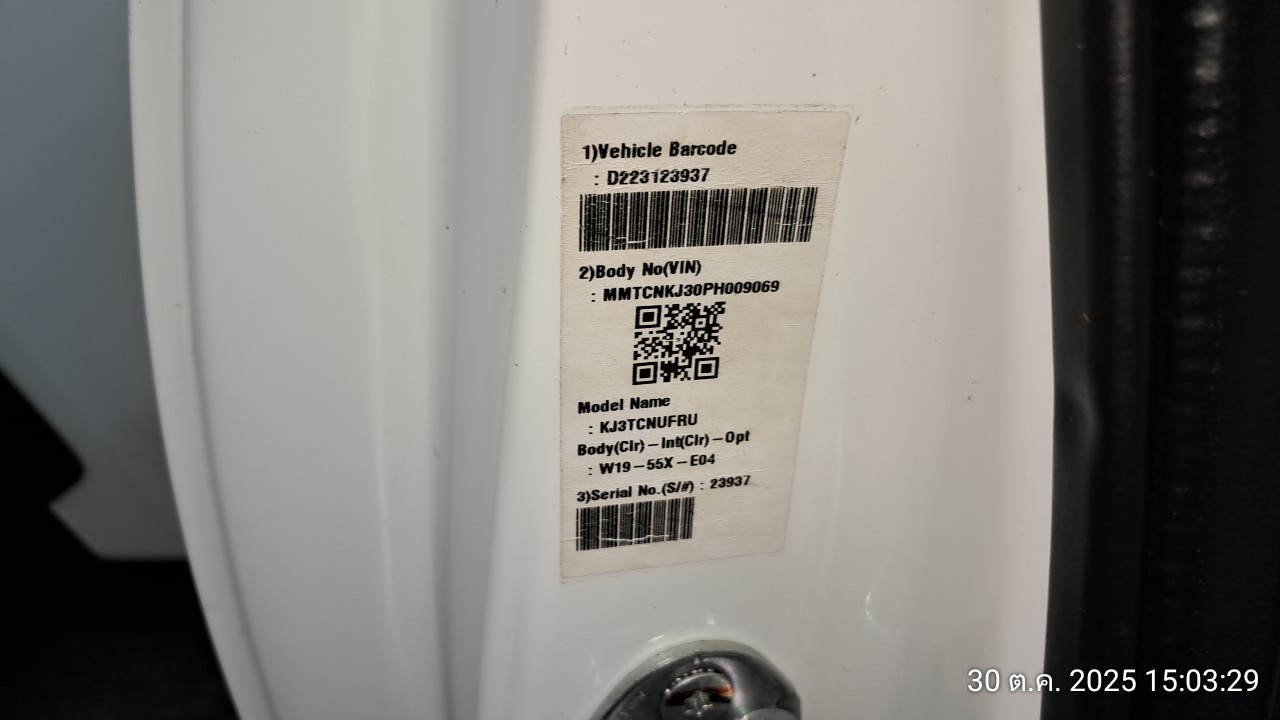 1)Vehicle Barcode
: D223123937
2)Body No(VIN)
: MMTCNKJ30PH009069
Model Name
: KJ3TCNUFRU
Body(Clr)-Int(Clr)-Opt
: W19-55X-E04
3)Serial No.(S/#) : 23937
30 ต.ค. 2025 15:03:29